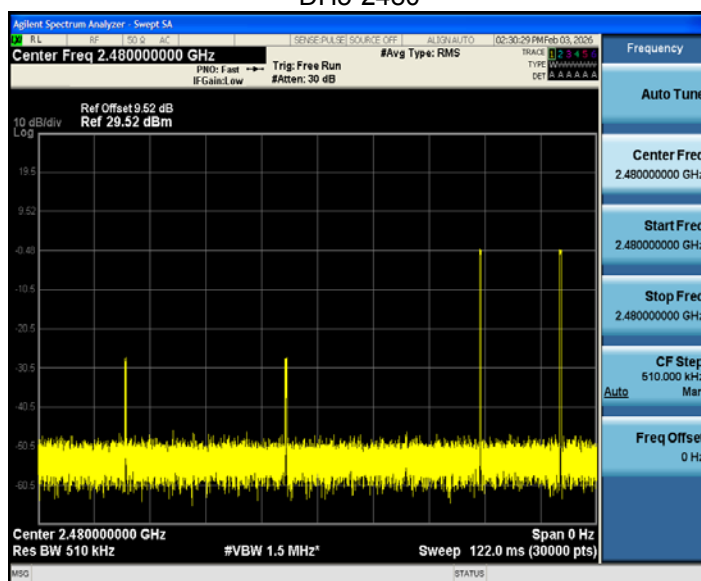 Agilent Spectrum Analyzer - Swept SA
RL RF 50 Ω AC SENSE:PULSE SOURCE OFF ALIGN AUTO 02:30:29 PM Feb 03, 2026
Center Freq 2.480000000 GHz #Avg Type: RMS TRACE 1 2 3 4 5 6
PNO: Fast Trig: Free Run TYPE
IFGain:Low #Atten: 30 dB DET A A A A A A
Ref Offset 9.52 dB
10 dB/div Ref 29.52 dBm
Log
19.5
9.52
-0.48
-10.5
-20.5
-30.5
-40.5
-50.5
-60.5
Center 2.480000000 GHz Span 0 Hz
Res BW 510 kHz #VBW 1.5 MHz* Sweep 122.0 ms (30000 pts)
MSG STATUS
Frequency
Auto Tune
Center Freq
2.480000000 GHz
Start Freq
2.480000000 GHz
Stop Freq
2.480000000 GHz
CF Step
510.000 kHz
Auto Man
Freq Offset
0 Hz